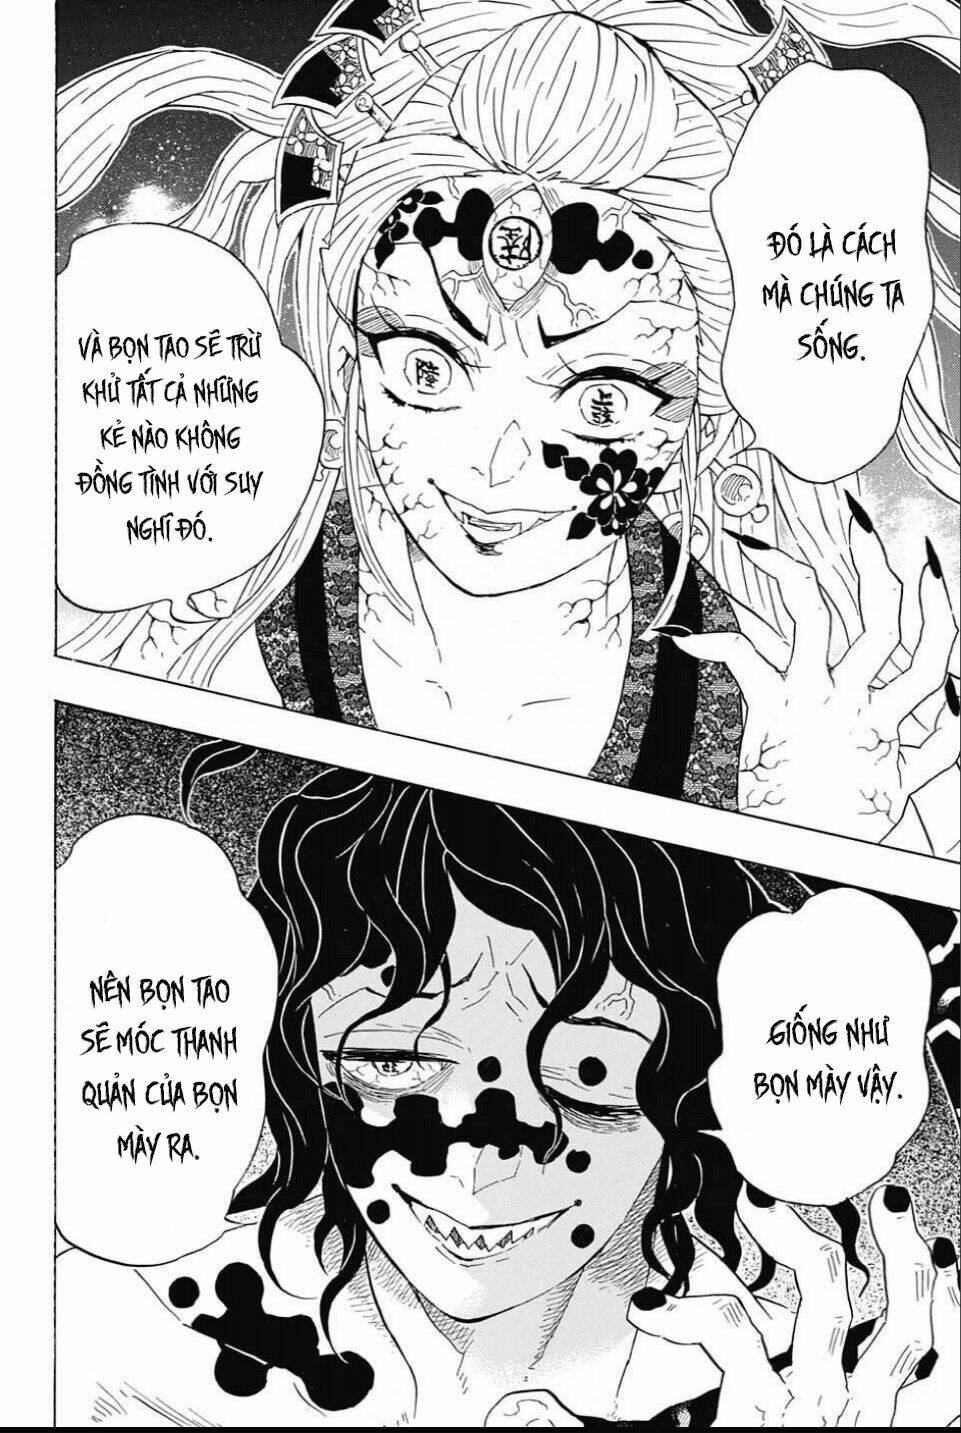 ĐÓ LÀ CÁCH
MÀ CHÚNG TA
SỐNG.
VÀ BỌN TAO SẼ TRỪ
KHỬ TẤT CẢ NHỮNG
KẺ NÀO KHÔNG
ĐỒNG TÌNH VỚI SUY
NGHĨ ĐÓ.
GIỐNG NHƯ
BỌN MÀY VẬY.
NÊN BỌN TAO
SẼ MÓC THANH
QUẢN CỦA BỌN
MÀY RA.